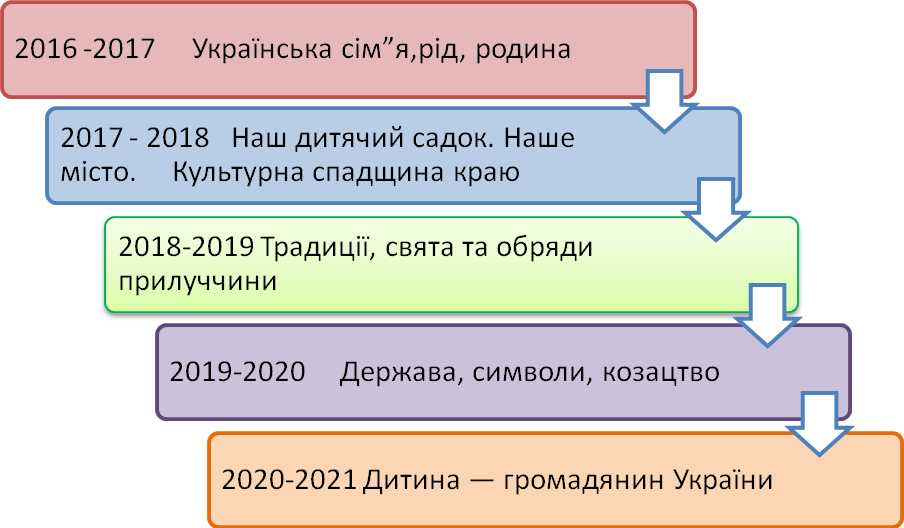 2016 -2017 Українська сім”я,рід, родина
2017 - 2018 Наш дитячий садок. Наше
місто. Культурна спадщина краю
2018-2019 Традиції, свята та обряди
прилуччини
2019-2020 Держава, символи, козацтво
2020-2021 Дитина — громадянин України